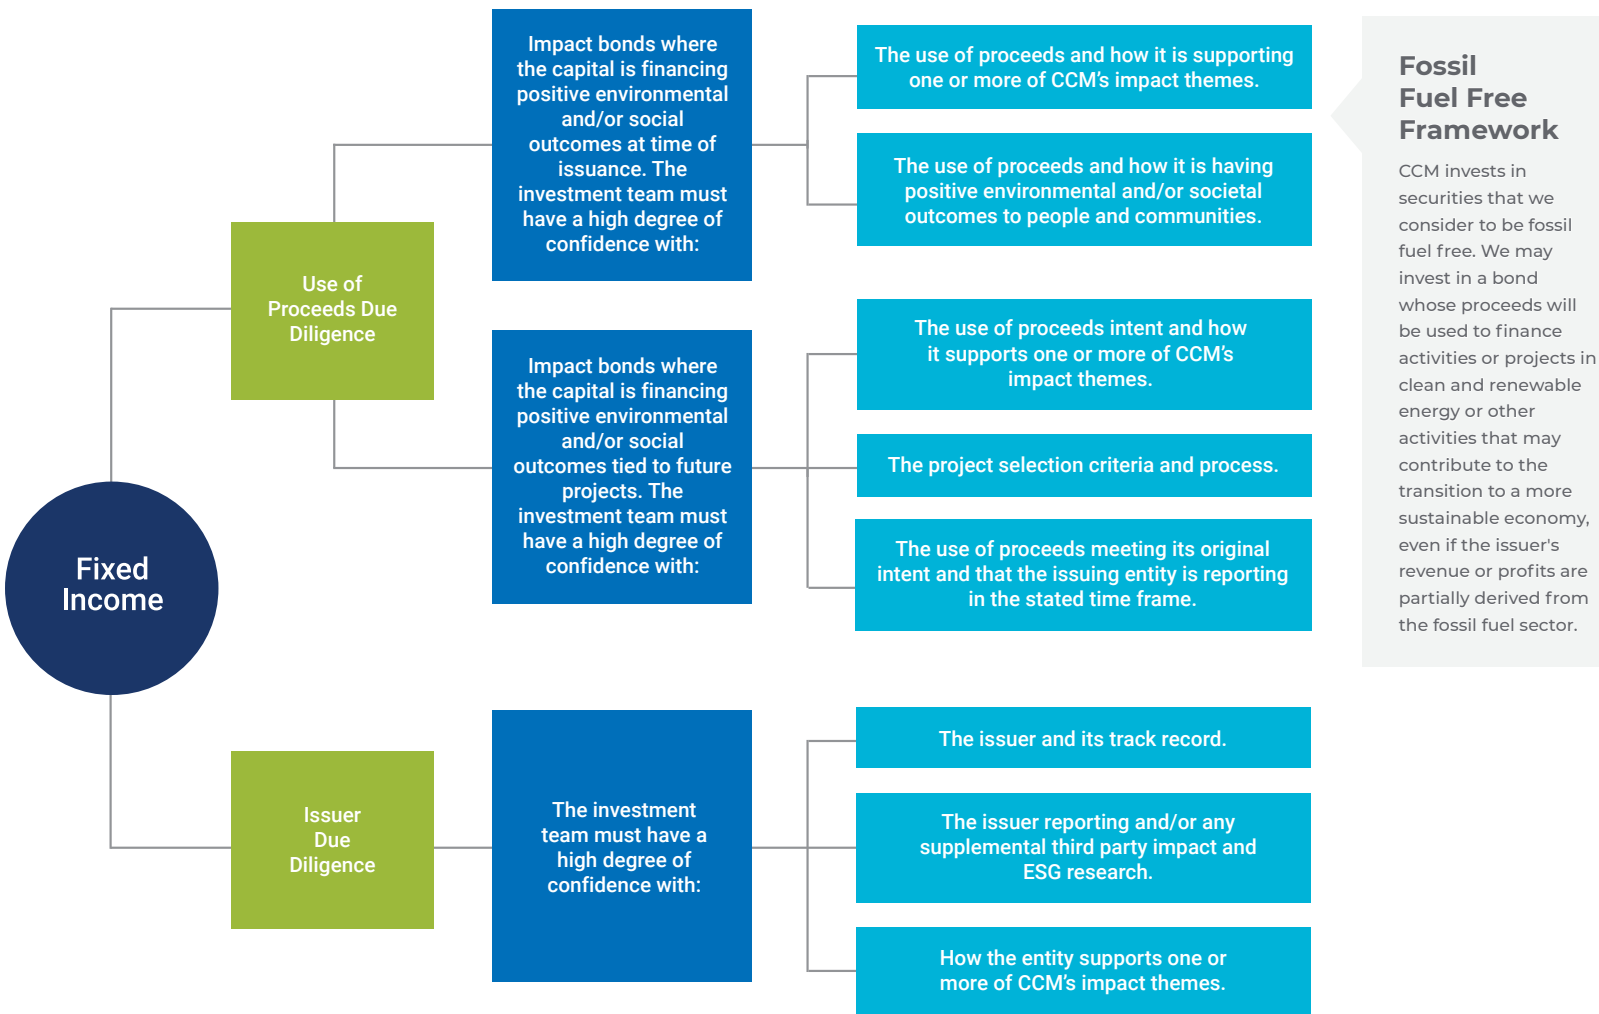 Fixed
Income
Use of
Proceeds Due
Diligence
Impact bonds where
the capital is financing
positive environmental
and/or social
outcomes at time of
issuance. The
investment team must
have a high degree of
confidence with:
The use of proceeds and how it is supporting
one or more of CCM’s impact themes.
The use of proceeds and how it is having
positive environmental and/or societal
outcomes to people and communities.
Impact bonds where
the capital is financing
positive environmental
and/or social
outcomes tied to future
projects. The
investment team must
have a high degree of
confidence with:
The use of proceeds intent and how
it supports one or more of CCM’s
impact themes.
The project selection criteria and process.
The use of proceeds meeting its original
intent and that the issuing entity is reporting
in the stated time frame.
Issuer
Due
Diligence
The investment
team must have a
high degree of
confidence with:
The issuer and its track record.
The issuer reporting and/or any
supplemental third party impact and
ESG research.
How the entity supports one or
more of CCM’s impact themes.
Fossil
Fuel Free
Framework
CCM invests in
securities that we
consider to be fossil
fuel free. We may
invest in a bond
whose proceeds will
be used to finance
activities or projects in
clean and renewable
energy or other
activities that may
contribute to the
transition to a more
sustainable economy,
even if the issuer's
revenue or profits are
partially derived from
the fossil fuel sector.